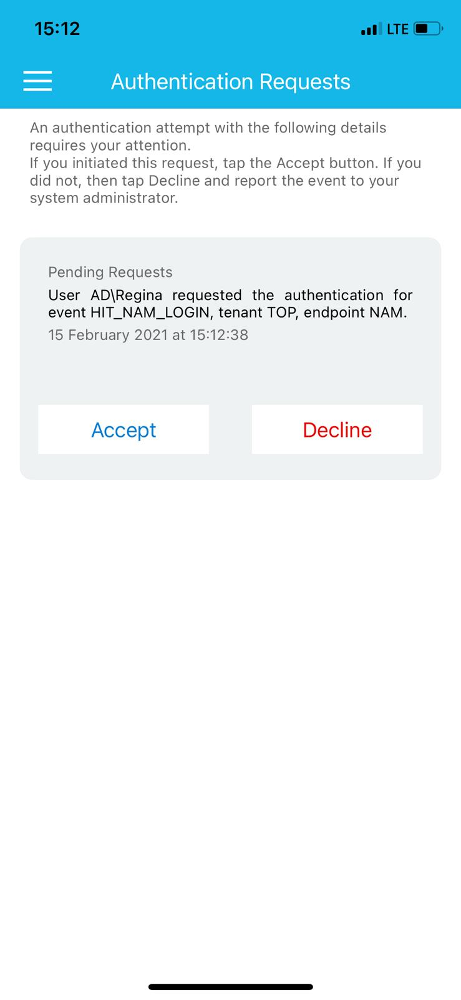 15:12
LTE
Authentication Requests
An authentication attempt with the following details
requires your attention.
If you initiated this request, tap the Accept button. If you
did not, then tap Decline and report the event to your
system administrator.
Pending Requests
User AD\Regina requested the authentication for
event HIT_NAM_LOGIN, tenant TOP, endpoint NAM.
15 February 2021 at 15:12:38
Accept
Decline